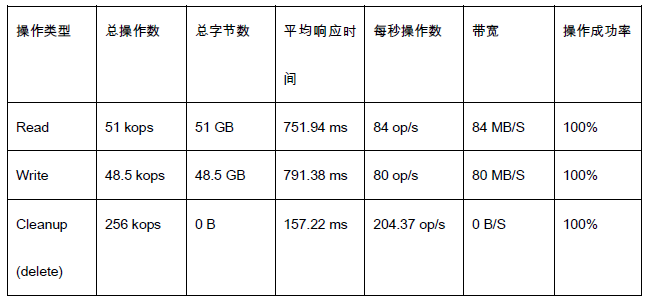 操作类型 总操作数 总字节数 平均响应时间 每秒操作数 带宽 操作成功率
Read 51 kops 51 GB 751.94 ms 84 op/s 84 MB/S 100%
Write 48.5 kops 48.5 GB 791.38 ms 80 op/s 80 MB/S 100%
Cleanup (delete) 256 kops 0 B 157.22 ms 204.37 op/s 0 B/S 100%